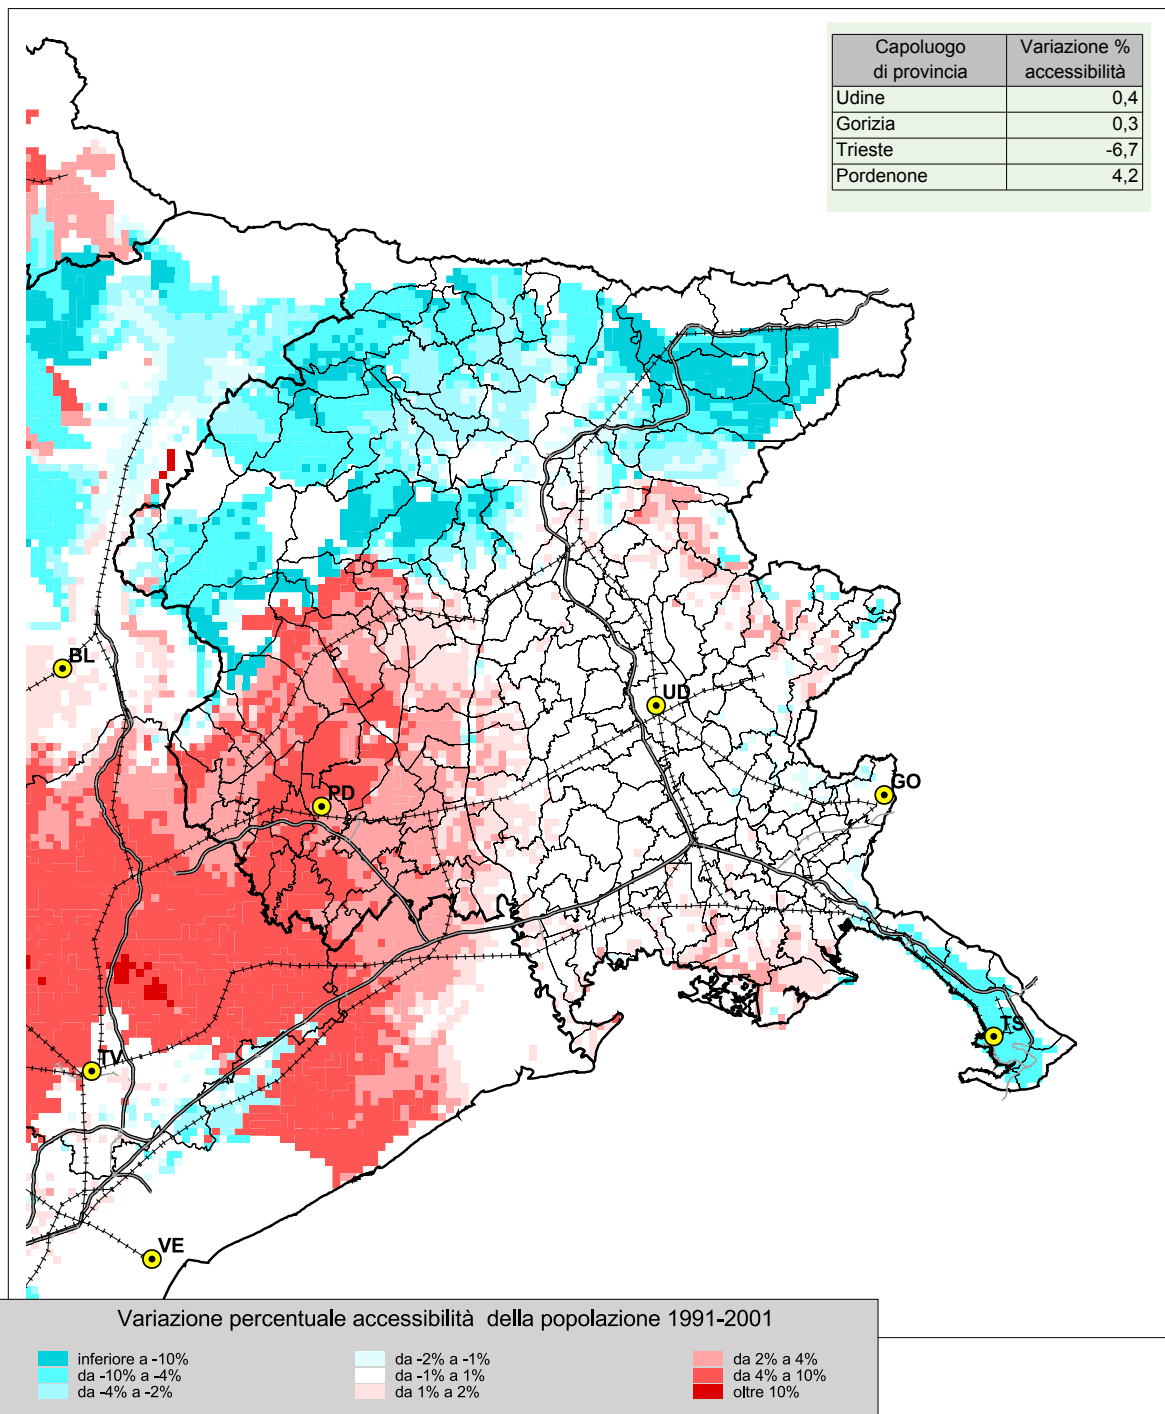 Capoluogo di provincia Variazione % accessibilità
Udine 0,4
Gorizia 0,3
Trieste -6,7
Pordenone 4,2
BL
UD
PD
GO
TS
TV
VE
Variazione percentuale accessibilità della popolazione 1991-2001
inferiore a -10%
da -10% a -4%
da -4% a -2%
da -2% a -1%
da -1% a 1%
da 1% a 2%
da 2% a 4%
da 4% a 10%
oltre 10%